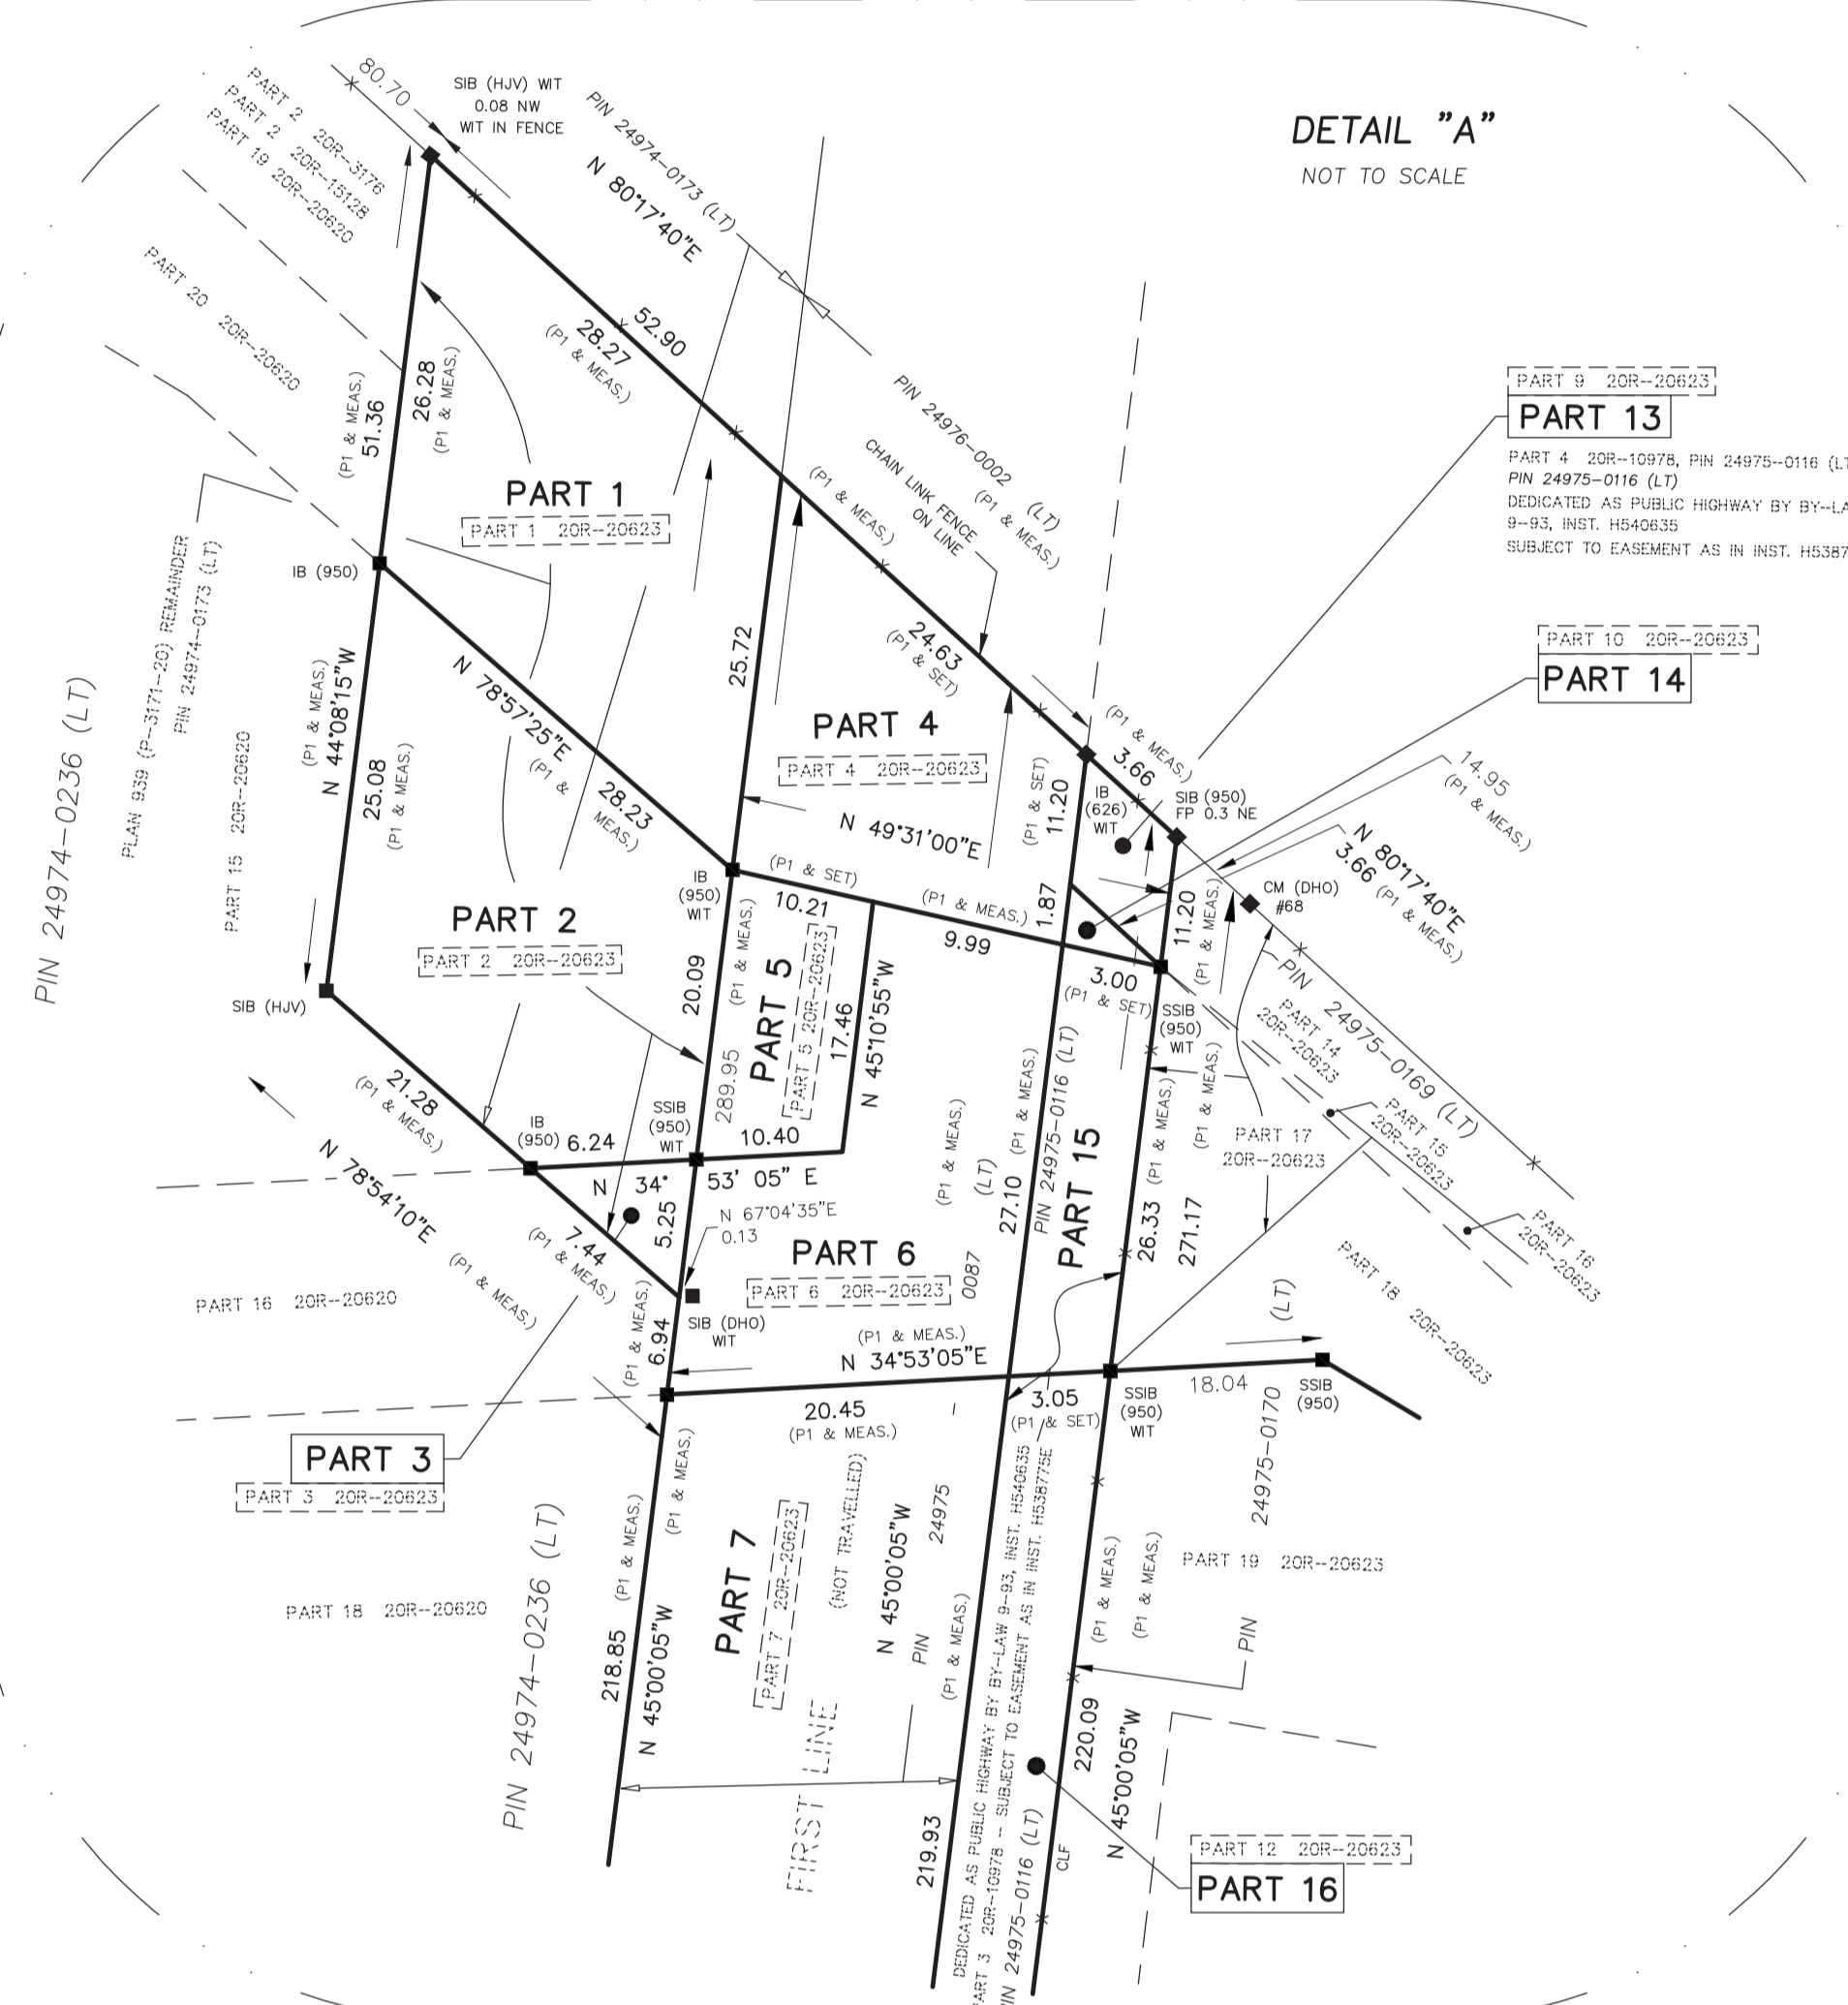 DETAIL "A"
NOT TO SCALE
80.70
SIB (HJV) WIT
0.08 NW
WIT IN FENCE
PART 2 20R--3176
PART 2 20R--15128
PART 19 20R--20620
PART 20 20R--20620
PIN 24974-0173 (LT)
N 80°17'40"E
52.90
28.27
(P1 & MEAS.)
PIN 24976-0002 (LT)
(P1 & MEAS.)
CHAIN LINK FENCE
ON LINE
(P1 & MEAS.)
(P1 & MEAS.)
51.36
26.28
(P1 & MEAS.)
PART 1
PART 1 20R--20623
IB (950)
PART 9 20R--20623
PART 13
PART 4 20R--10978, PIN 24975--0116
PIN 24975-0116 (LT)
DEDICATED AS PUBLIC HIGHWAY BY
9--93, INST. H540635
SUBJECT TO EASEMENT AS IN INST.
PART 10 20R--20623
PART 14
PLAN 939 (P--3171--20) REMAINDER
PIN 24974-0173 (LT)
PIN 24974-0236 (LT)
PART 15 20R--20620
(P1 & MEAS.)
N 44°08'15"W
25.08
(P1 & MEAS.)
N 78°57'25"E
(P1 &
MEAS.)
28.23
25.72
24.63
(P1 & SET)
PART 4
PART 4 20R--20623
N 49°31'00"E
(P1 & SET)
11.20
IB
(626)
WIT
(P1 & MEAS.)
3.66
SIB (950)
FP 0.3 NE
14.95
(P1 & MEAS.)
N 80°17'40"E
3.66 (P1 & MEAS.)
CM (DHO)
#68
IB
(950)
WIT
(P1 & SET)
10.21
(P1 & MEAS.)
9.99
1.87
11.20
(P1 & MEAS.)
3.00
(P1 & SET)
SSIB
(950)
WIT
PART 2
PART 2 20R--20623
SIB (HJV)
20.09
(P1 & MEAS.)
289.95
PART 5
PART 5 20R--20623
17.46
N 45°10'55"W
PIN 24975-0169 (LT)
PART 14
20R--20623
PART 15
20R--20623
PART 16
20R--20623
PART 17
20R--20623
PART 18 20R--20623
21.28
(P1 & MEAS.)
IB
(950)
6.24
SSIB
(950)
WIT
10.40
N 34° 53' 05" E
N 78°54'10"E (P1 & MEAS.)
7.44
(P1 & MEAS.)
5.25
N 67°04'35"E
0.13
SIB (DHO)
WIT
PART 6
PART 6 20R--20623
(P1 & MEAS.)
(LT)
0087
27.10
(P1 & MEAS.)
PIN 24975-0116 (LT)
PART 15
26.33
(P1 & MEAS.)
271.17
(P1 & MEAS.)
PART 16 20R--20620
(P1 & MEAS.)
6.94
(P1 & MEAS.)
N 34°53'05"E
20.45
(P1 & MEAS.)
3.05
(P1 & SET)
SSIB
(950)
WIT
18.04
SSIB
(950)
(LT)
24975-0170
PIN
PART 3
PART 3 20R--20623
PIN 24974-0236 (LT)
PART 18 20R--20620
218.85
(P1 & MEAS.)
(P1 & MEAS.)
N 45°00'05"W
PART 7
PART 7 20R--20623
FIRST LINE
(NOT TRAVELLED)
N 45°00'05"W
PIN
24975
(P1 & MEAS.)
219.93
DEDICATED AS PUBLIC HIGHWAY BY BY--LAW 9--93, INST. H540635
PART 3 20R--10978 -- SUBJECT TO EASEMENT AS IN INST. H538775E
PIN 24975-0116 (LT)
(P1 & MEAS.)
(P1 & MEAS.)
PART 19 20R--20623
220.09
N 45°00'05"W
CLF
PART 12 20R--20623
PART 16